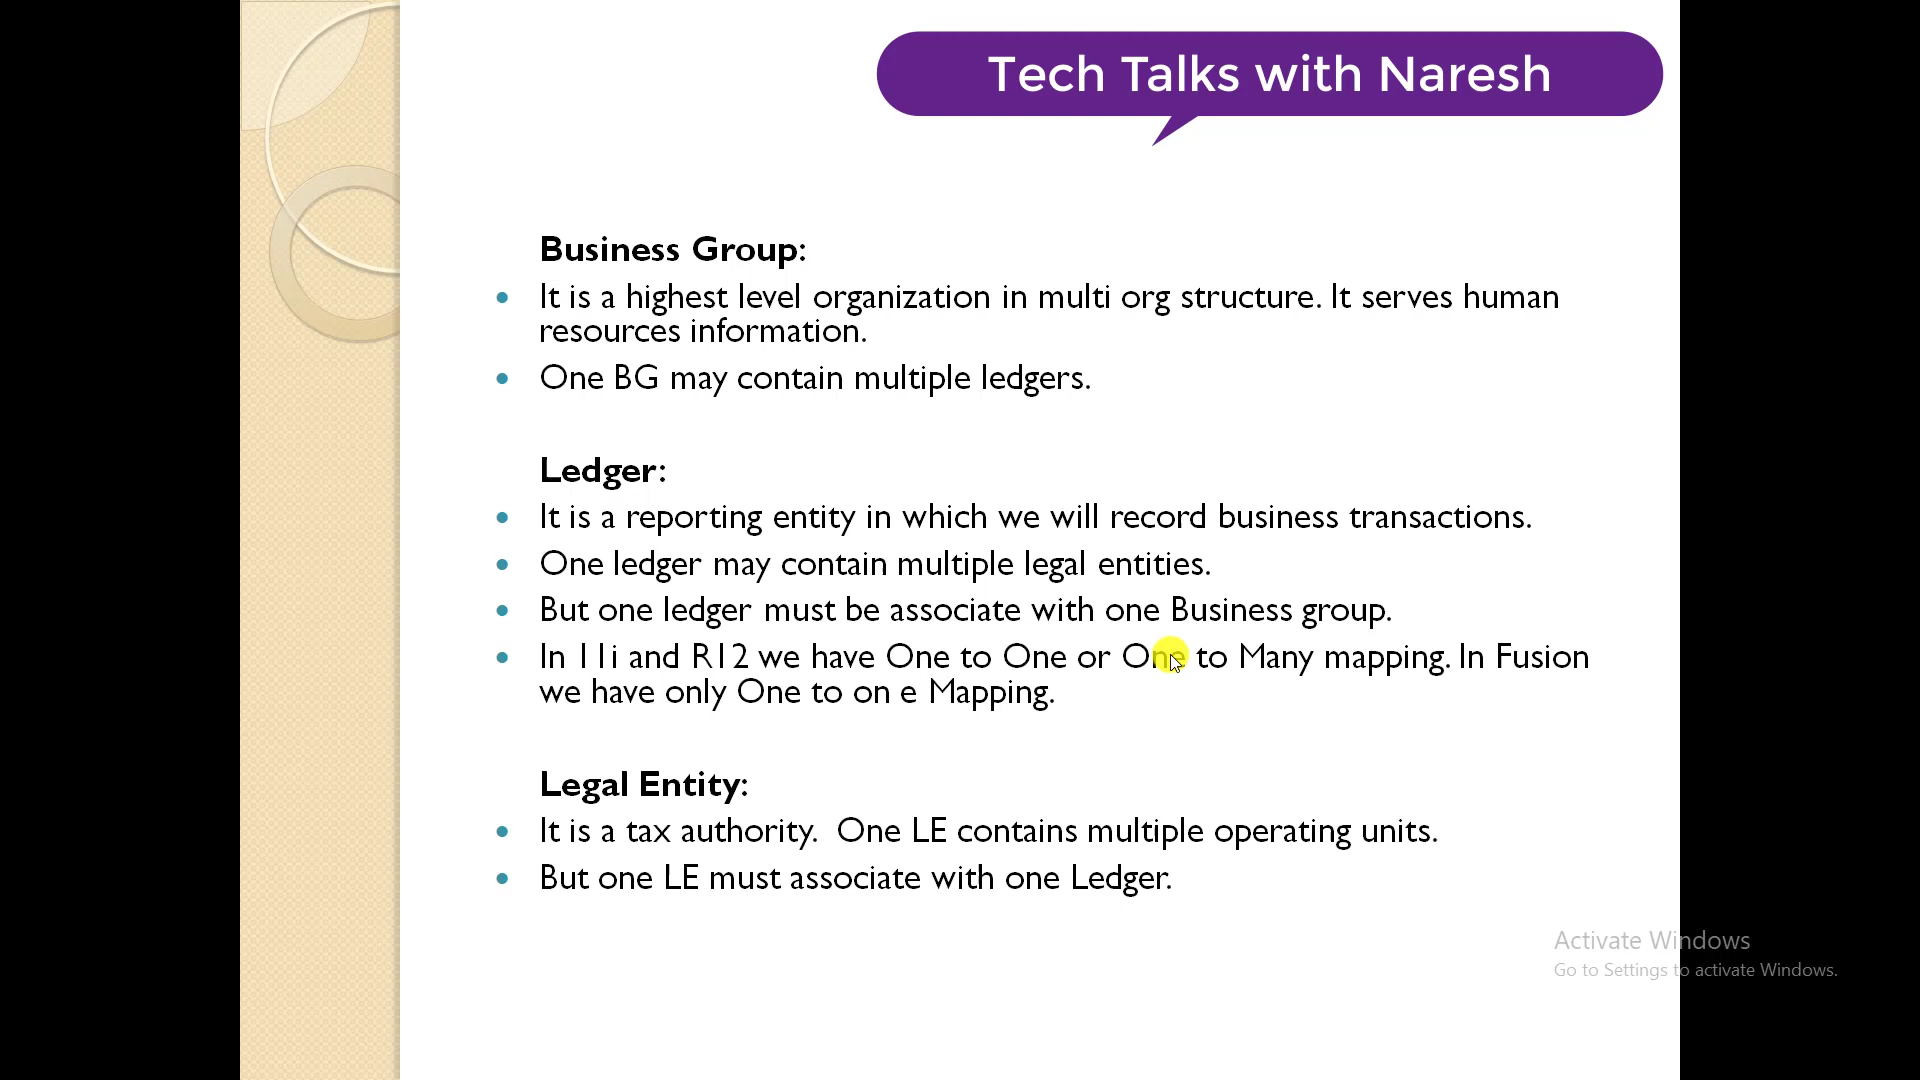 Tech Talks with Naresh
Business Group:
• It is a highest level organization in multi org structure. It serves human
resources information.
• One BG may contain multiple ledgers.
Ledger:
• It is a reporting entity in which we will record business transactions.
• One ledger may contain multiple legal entities.
• But one ledger must be associate with one Business group.
• In 11i and R12 we have One to One or One to Many mapping. In Fusion
we have only One to on e Mapping.
Legal Entity:
• It is a tax authority.  One LE contains multiple operating units.
• But one LE must associate with one Ledger.
Activate Windows
Go to Settings to activate Windows.